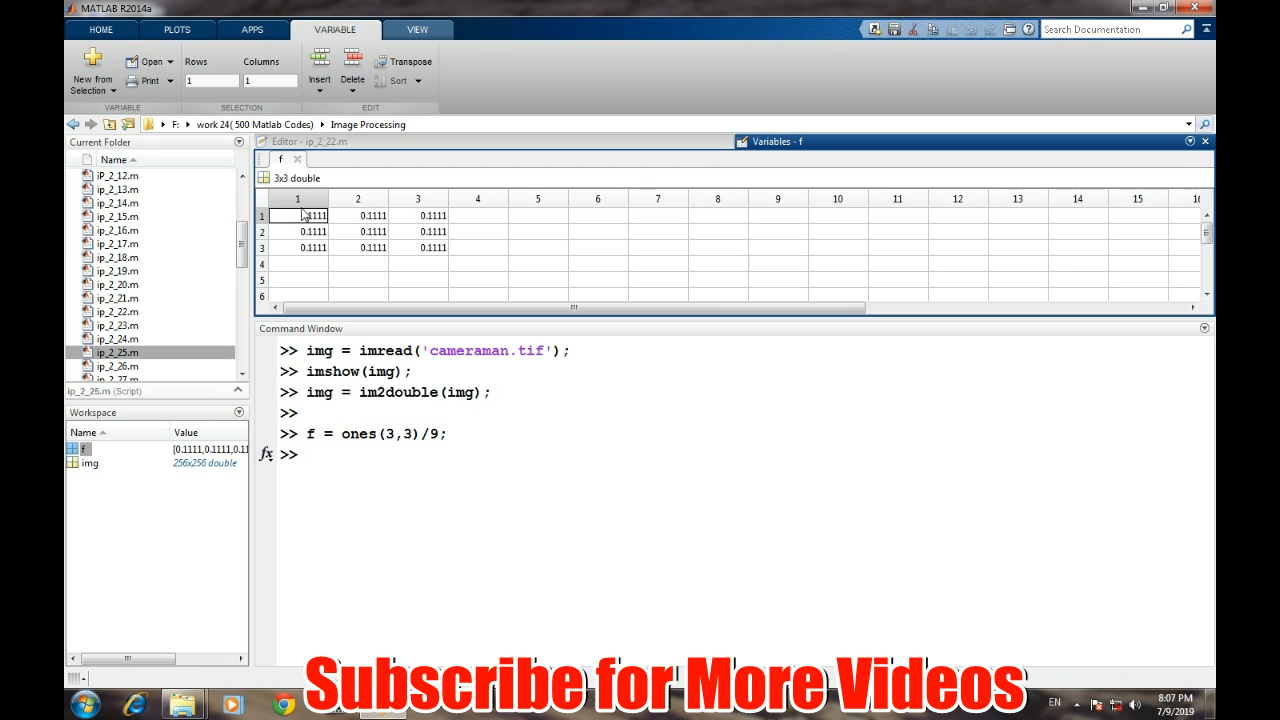 MATLAB R2014a
HOME PLOTS APPS VARIABLE VIEW
Search Documentation
New from
Selection
Open
Print
Rows
1
Columns
1
Insert
Delete
Transpose
Sort
VARIABLE SELECTION EDIT
F: work 24( 500 Matlab Codes) Image Processing
Current Folder
Name
iP_2_12.m
ip_2_13.m
ip_2_14.m
ip_2_15.m
ip_2_16.m
ip_2_17.m
ip_2_18.m
ip_2_19.m
ip_2_20.m
ip_2_21.m
ip_2_22.m
ip_2_23.m
ip_2_24.m
ip_2_25.m
ip_2_26.m
ip_2_27.m
ip_2_25.m (Script)
Workspace
Name Value
f [0.1111,0.1111,0.11
img 256x256 double
Editor - ip_2_22.m
Variables - f
f
3x3 double
1 2 3 4 5 6 7 8 9 10 11 12 13 14 15 16
1 .1111 0.1111 0.1111
2 0.1111 0.1111 0.1111
3 0.1111 0.1111 0.1111
4
5
6
Command Window
>> img = imread('cameraman.tif');
>> imshow(img);
>> img = im2double(img);
>>
>> f = ones(3,3)/9;
fx >>
Subscribe for More Videos
EN
8:07 PM
7/9/2019